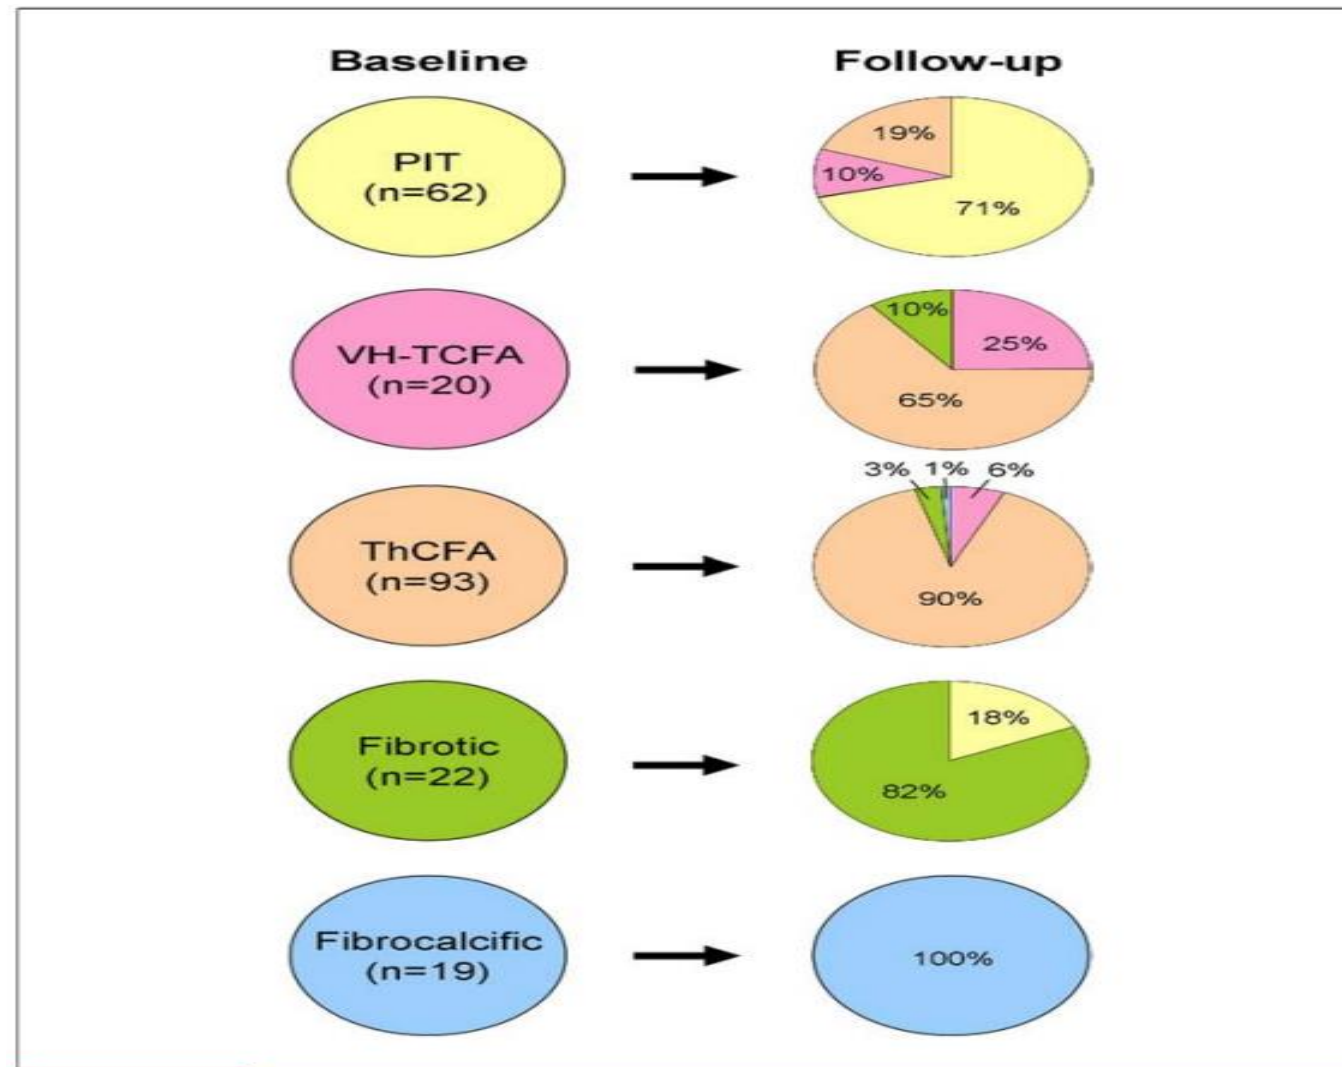 Baseline Follow-up
PIT
(n=62)
19%
10%
71%
VH-TCFA
(n=20)
10%
25%
65%
3% 1% 6%
ThCFA
(n=93)
90%
Fibrotic
(n=22)
18%
82%
Fibrocalcific
(n=19)
100%